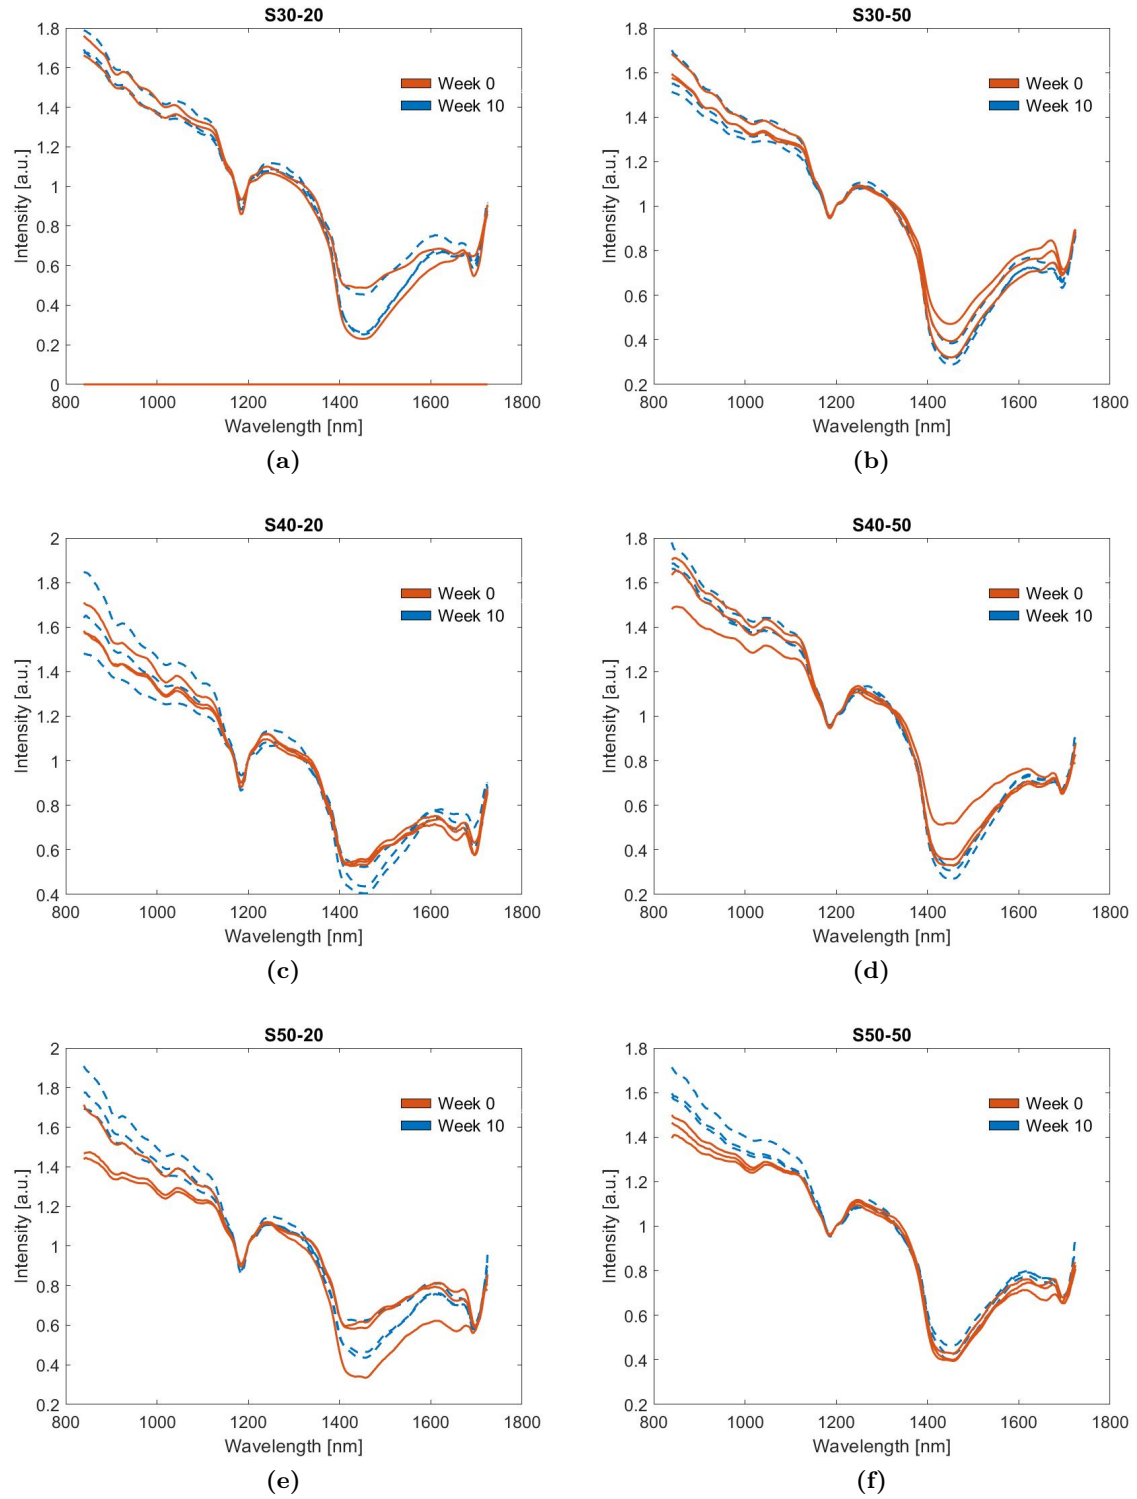 S30-20
1.8
1.6
1.4
1.2
1
0.8
0.6
0.4
0.2
0
Intensity [a.u.]
Week 0
Week 10
800 1000 1200 1400 1600 1800
Wavelength [nm]
(a)
S30-50
1.8
1.6
1.4
1.2
1
0.8
0.6
0.4
0.2
Intensity [a.u.]
Week 0
Week 10
800 1000 1200 1400 1600 1800
Wavelength [nm]
(b)
S40-20
2
1.8
1.6
1.4
1.2
1
0.8
0.6
0.4
Intensity [a.u.]
Week 0
Week 10
800 1000 1200 1400 1600 1800
Wavelength [nm]
(c)
S40-50
1.8
1.6
1.4
1.2
1
0.8
0.6
0.4
0.2
Intensity [a.u.]
Week 0
Week 10
800 1000 1200 1400 1600 1800
Wavelength [nm]
(d)
S50-20
2
1.8
1.6
1.4
1.2
1
0.8
0.6
0.4
0.2
Intensity [a.u.]
Week 0
Week 10
800 1000 1200 1400 1600 1800
Wavelength [nm]
(e)
S50-50
1.8
1.6
1.4
1.2
1
0.8
0.6
0.4
0.2
Intensity [a.u.]
Week 0
Week 10
800 1000 1200 1400 1600 1800
Wavelength [nm]
(f)